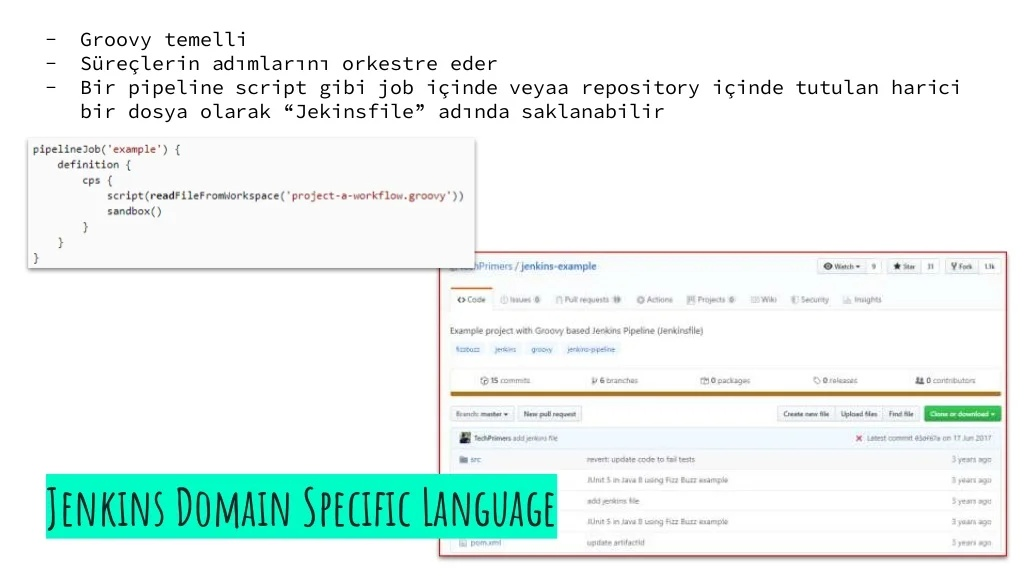 - Groovy temelli
- Süreçlerin adımlarını orkestre eder
- Bir pipeline script gibi job içinde veyaa repository içinde tutulan harici
bir dosya olarak “Jekinsfile” adında saklanabilir
pipelineJob('example') {
definition {
cps {
script(readFileFromWorkspace('project-a-workflow.groovy'))
sandbox()
}
}
}
/ jenkins-example Watch 9 Star 31 Fork 1.1k
Code Issues 0 Pull requests Actions Projects 0 Wiki Security Insights
Example project with Groovy based Jenkins Pipeline (Jenkinsfile)
fizzbuzz jenkins groovy jenkins-pipeline
15 commits 6 branches 0 packages 0 releases 0 contributors
Branch: master New pull request Create new file Upload files Find file Clone or download
TechPrimers add jenkins file Latest commit on 17 Jun 2017
src revert: update code to fail tests 3 years ago
JUnit 5 in Java 8 using Fizz Buzz example 3 years ago
add jenkins file 3 years ago
JUnit 5 in Java 8 using Fizz Buzz example 3 years ago
pom.xml update artifactId 3 years ago
Jenkins Domain Specific Language